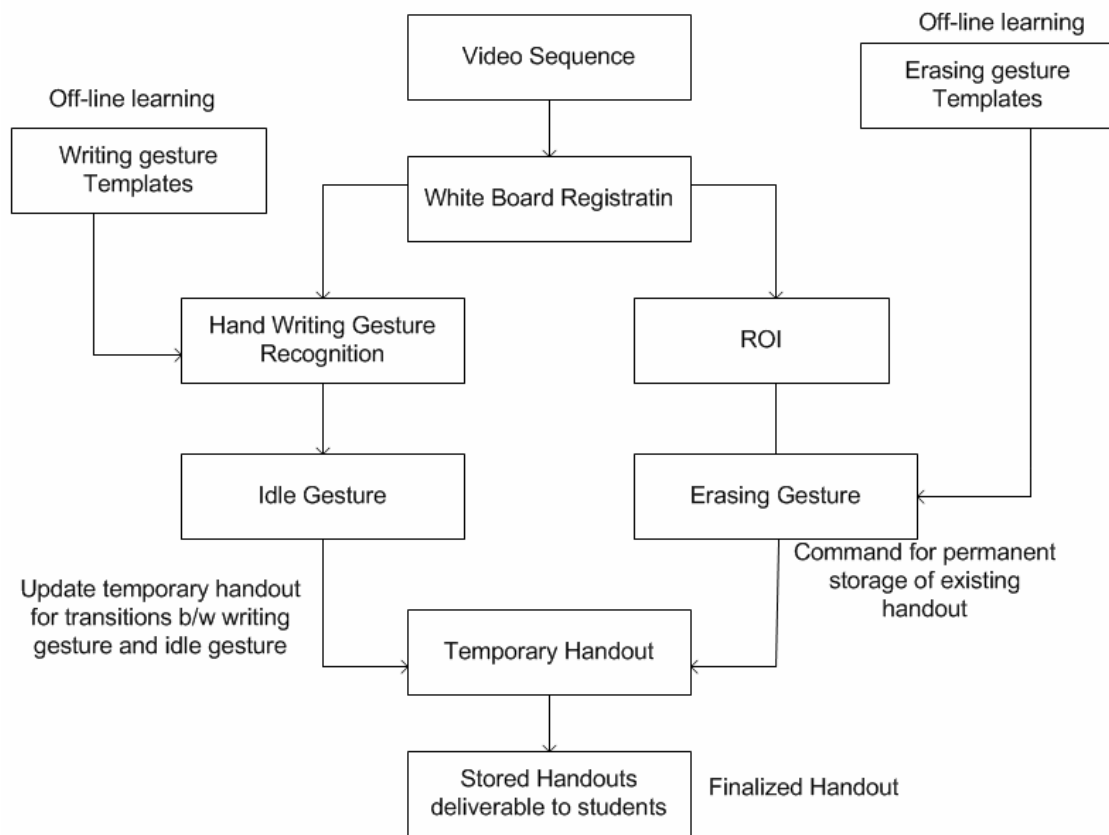 Off-line learning
Video Sequence
Erasing gesture
Templates
Off-line learning
Writing gesture
Templates
White Board Registratin
Hand Writing Gesture
Recognition
ROI
Idle Gesture
Erasing Gesture
Update temporary handout
for transitions b/w writing
gesture and idle gesture
Command for permanent
storage of existing
handout
Temporary Handout
Stored Handouts
deliverable to students
Finalized Handout